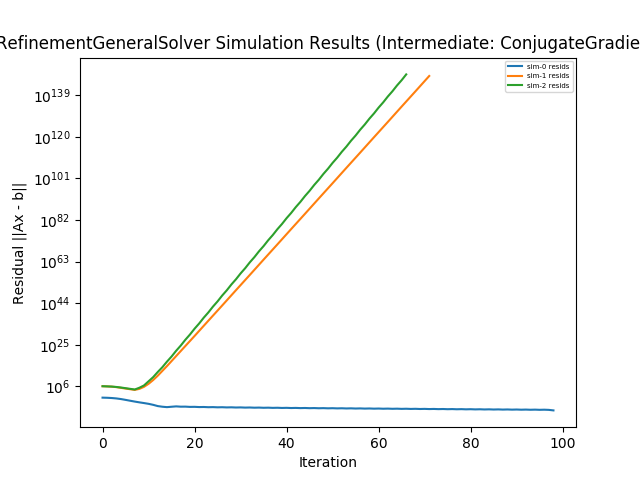 RefinementGeneralSolver Simulation Results (Intermediate: ConjugateGradie
sim-0 resids
sim-1 resids
sim-2 resids
Residual ||Ax - b||
10^139
10^120
10^101
10^82
10^63
10^44
10^25
10^6
0 20 40 60 80 100
Iteration